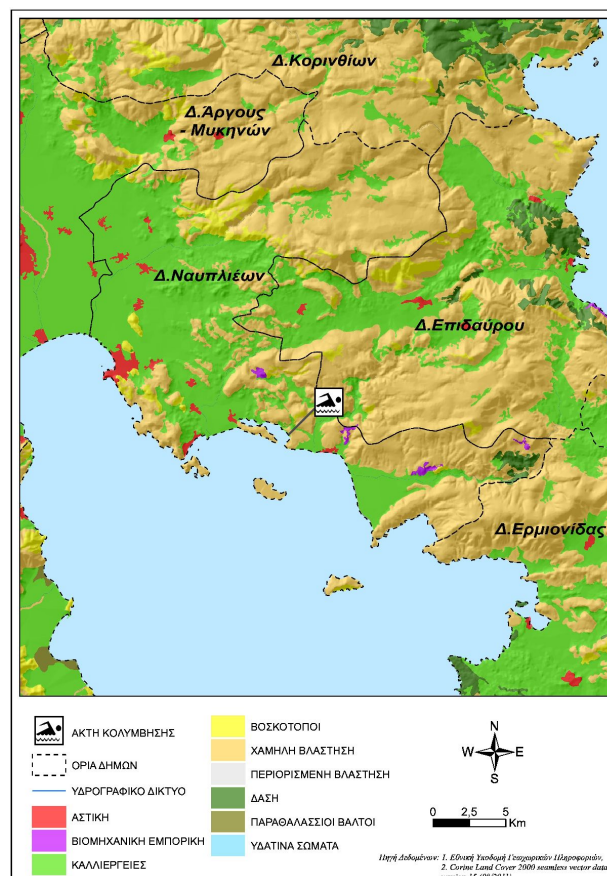 Δ.Κορινθίων
Δ.Άργους
- Μυκηνών
Δ.Ναυπλιέων
Δ.Επιδαύρου
Δ.Ερμιονίδας
ΑΚΤΗ ΚΟΛΥΜΒΗΣΗΣ
ΟΡΙΑ ΔΗΜΩΝ
ΥΔΡΟΓΡΑΦΙΚΟ ΔΙΚΤΥΟ
ΑΣΤΙΚΗ
ΒΙΟΜΗΧΑΝΙΚΗ ΕΜΠΟΡΙΚΗ
ΚΑΛΛΙΕΡΓΕΙΕΣ
ΒΟΣΚΟΤΟΠΟΙ
ΧΑΜΗΛΗ ΒΛΑΣΤΗΣΗ
ΠΕΡΙΟΡΙΣΜΕΝΗ ΒΛΑΣΤΗΣΗ
ΔΑΣΗ
ΠΑΡΑΘΑΛΑΣΣΙΟΙ ΒΑΛΤΟΙ
ΥΔΑΤΙΝΑ ΣΩΜΑΤΑ
N
W E
S
0 2,5 5
Km
Πηγή Δεδομένων: 1. Εθνική Υποδομή Γεωχωρικών Πληροφοριών,
2. Corine Land Cover 2000 seamless vector data